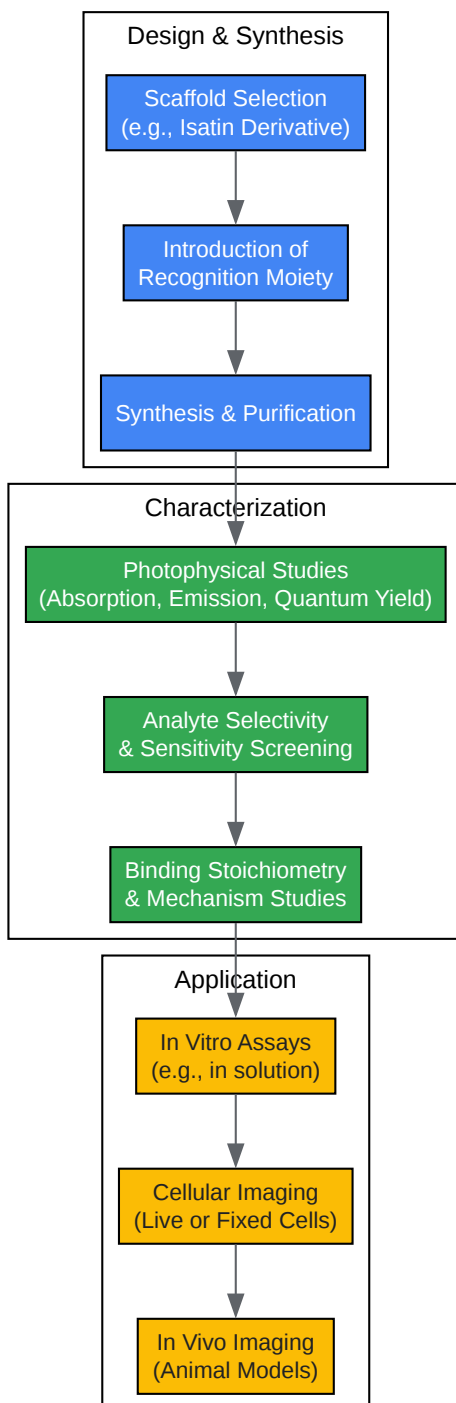 Design & Synthesis
Scaffold Selection
(e.g., Isatin Derivative)
Introduction of
Recognition Moiety
Synthesis & Purification
Characterization
Photophysical Studies
(Absorption, Emission, Quantum Yield)
Analyte Selectivity
& Sensitivity Screening
Binding Stoichiometry
& Mechanism Studies
Application
In Vitro Assays
(e.g., in solution)
Cellular Imaging
(Live or Fixed Cells)
In Vivo Imaging
(Animal Models)